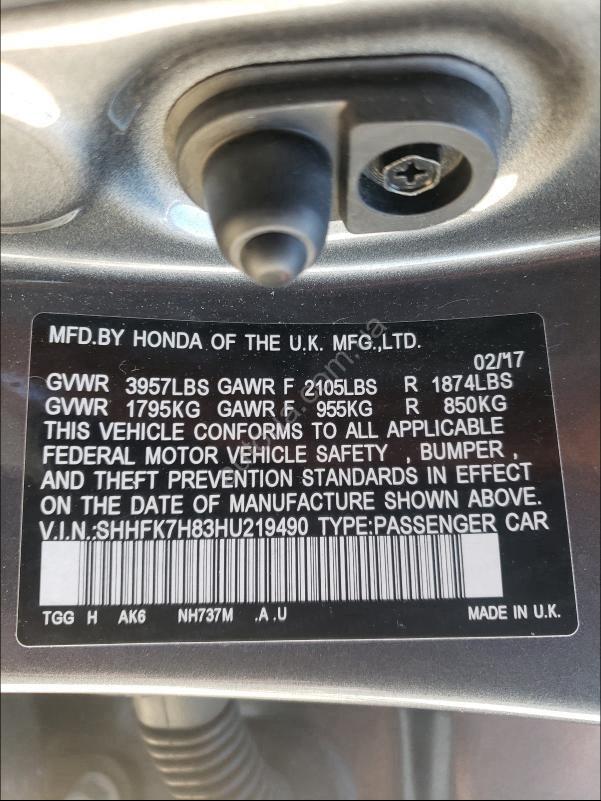 MFD.BY HONDA OF THE U.K. MFG.,LTD.
02/'17
GVWR 3957LBS GAWR F 2105LBS R 1874LBS
GVWR 1795KG GAWR F 955KG R 850KG
THIS VEHICLE CONFORMS TO ALL APPLICABLE
FEDERAL MOTOR VEHICLE SAFETY , BUMPER ,
AND THEFT PREVENTION STANDARDS IN EFFECT
ON THE DATE OF MANUFACTURE SHOWN ABOVE.
V.I.N.:SHHFK7H83HU219490 TYPE:PASSENGER CAR
TGG H AK6 NH737M .A .U MADE IN U.K.